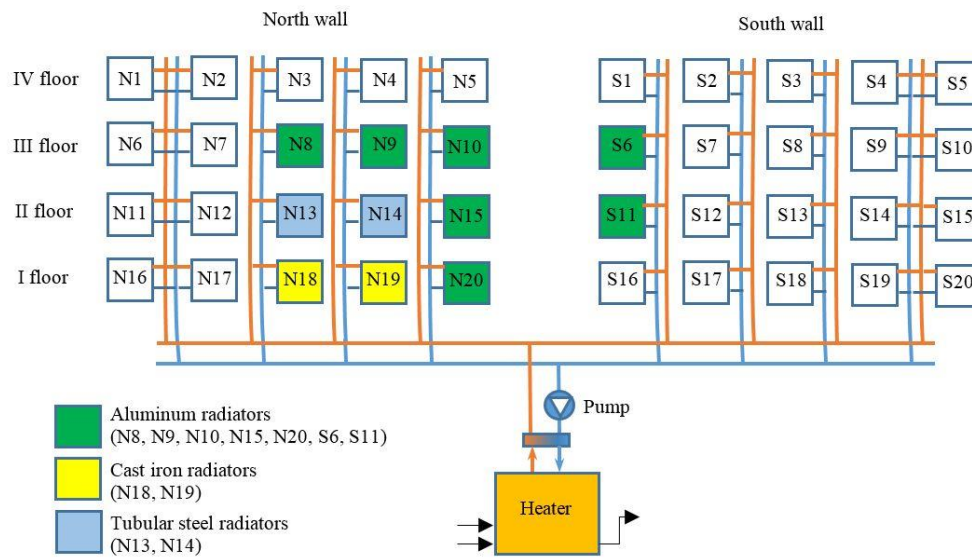 North wall
South wall
IV floor N1 N2 N3 N4 N5 S1 S2 S3 S4 S5
III floor N6 N7 N8 N9 N10 S6 S7 S8 S9 S10
II floor N11 N12 N13 N14 N15 S11 S12 S13 S14 S15
I floor N16 N17 N18 N19 N20 S16 S17 S18 S19 S20
Pump
Aluminum radiators
(N8, N9, N10, N15, N20, S6, S11)
Cast iron radiators
(N18, N19)
Heater
Tubular steel radiators
(N13, N14)